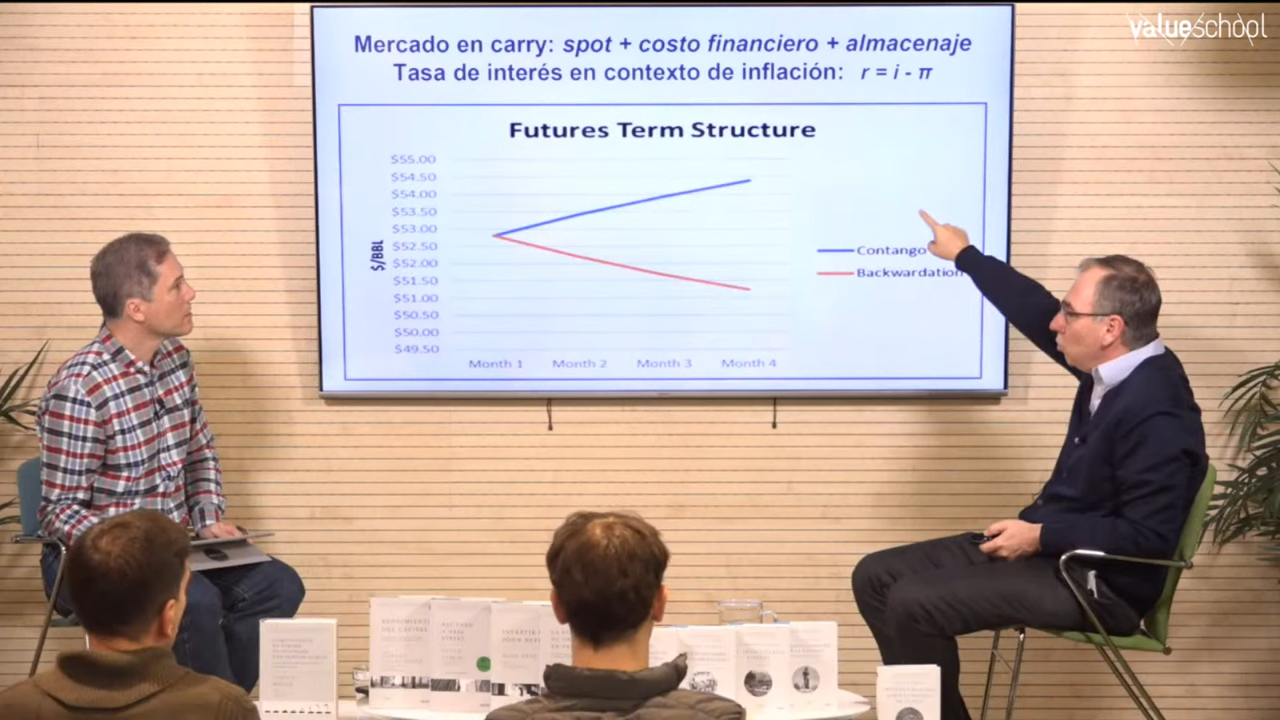 valueschool
Mercado en carry: spot + costo financiero + almacenaje
Tasa de interés en contexto de inflación: r = i - π
Futures Term Structure
$55.00
$54.50
$54.00
$53.50
$53.00
$52.50
$52.00
$51.50
$51.00
$50.50
$50.00
$49.50
$/BBL
Month 1 Month 2 Month 3 Month 4
Contango
Backwardation